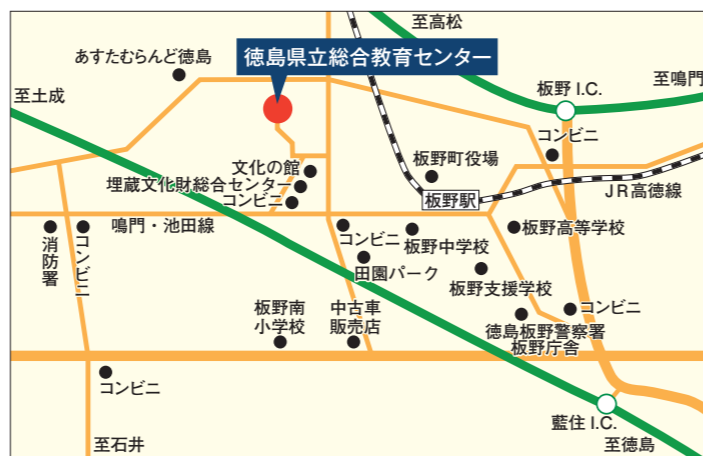 至高松
徳島県立総合教育センター
あすたむらんど徳島
板野 I.C.
至鳴門
至土成
コンビニ
文化の館
板野町役場
埋蔵文化財総合センター
コンビニ
板野駅
JR高徳線
鳴門・池田線
コンビニ
板野中学校
板野高等学校
消防署
コンビニ
田園パーク
板野支援学校
板野南
小学校
中古車
販売店
コンビニ
徳島板野警察署
板野庁舎
コンビニ
藍住 I.C.
至石井
至徳島